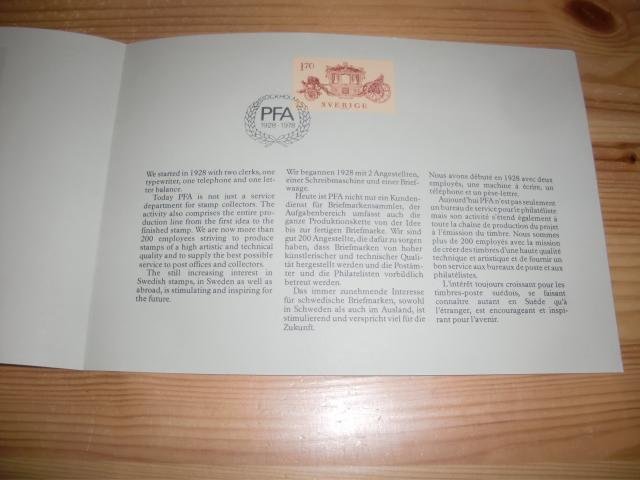 1.70
SVERIGE
STOCKHOLM
PFA
1928-1978
We started in 1928 with two clerks, one
typewriter, one telephone and one let-
ter balance.
Today PFA is not just a service
department for stamp collectors. The
activity also comprises the entire pro-
duction line from the first idea to the
finished stamp. We are now more than
200 employees striving to produce
stamps of a high artistic and technical
quality and to supply the best possible
service to post offices and collectors.
The still increasing interest in
Swedish stamps, in Sweden as well as
abroad, is stimulating and inspiring for
the future.
Wir begannen 1928 mit 2 Angestellten,
einer Schreibmaschine und einer Brief-
waage.
Heute ist PFA nicht nur ein Kunden-
dienst für Briefmarkensammler, der
Aufgabenbereich umfasst auch die
ganze Produktionskette von der Idee
bis zur fertigen Briefmarke. Wir sind
gut 200 Angestellte, die dafür zu sorgen
haben, dass Briefmarken von hoher
künstlerischer und technischer Quali-
tät hergestellt werden und die Postäm-
ter und die Philatelisten vorbildlich
betreut werden.
Das immer zunehmende Interesse
für schwedische Briefmarken, sowohl
in Schweden als auch im Ausland, ist
stimulierend und verspricht viel für die
Zukunft.
Nous avons débuté en 1928 avec deux
employés, une machine à écrire, un
téléphone et un pèse-lettre.
Aujourd'hui PFA n'est pas seulement
un bureau de service pour le philatéliste
mais son activité s'étend également à
toute la chaîne de production du projet
à l'émission du timbre. Nous sommes
plus de 200 employés avec la mission
de créer des timbres d'une haute qualité
technique et artistique et de fournir un
bon service aux bureaux de poste et aux
philatélistes.
L'intérêt toujours croissant pour les
timbres-poste suédois, se faisant
connaître autant en Suède qu'à
l'étranger, est encourageant et inspi-
rant pour l'avenir.